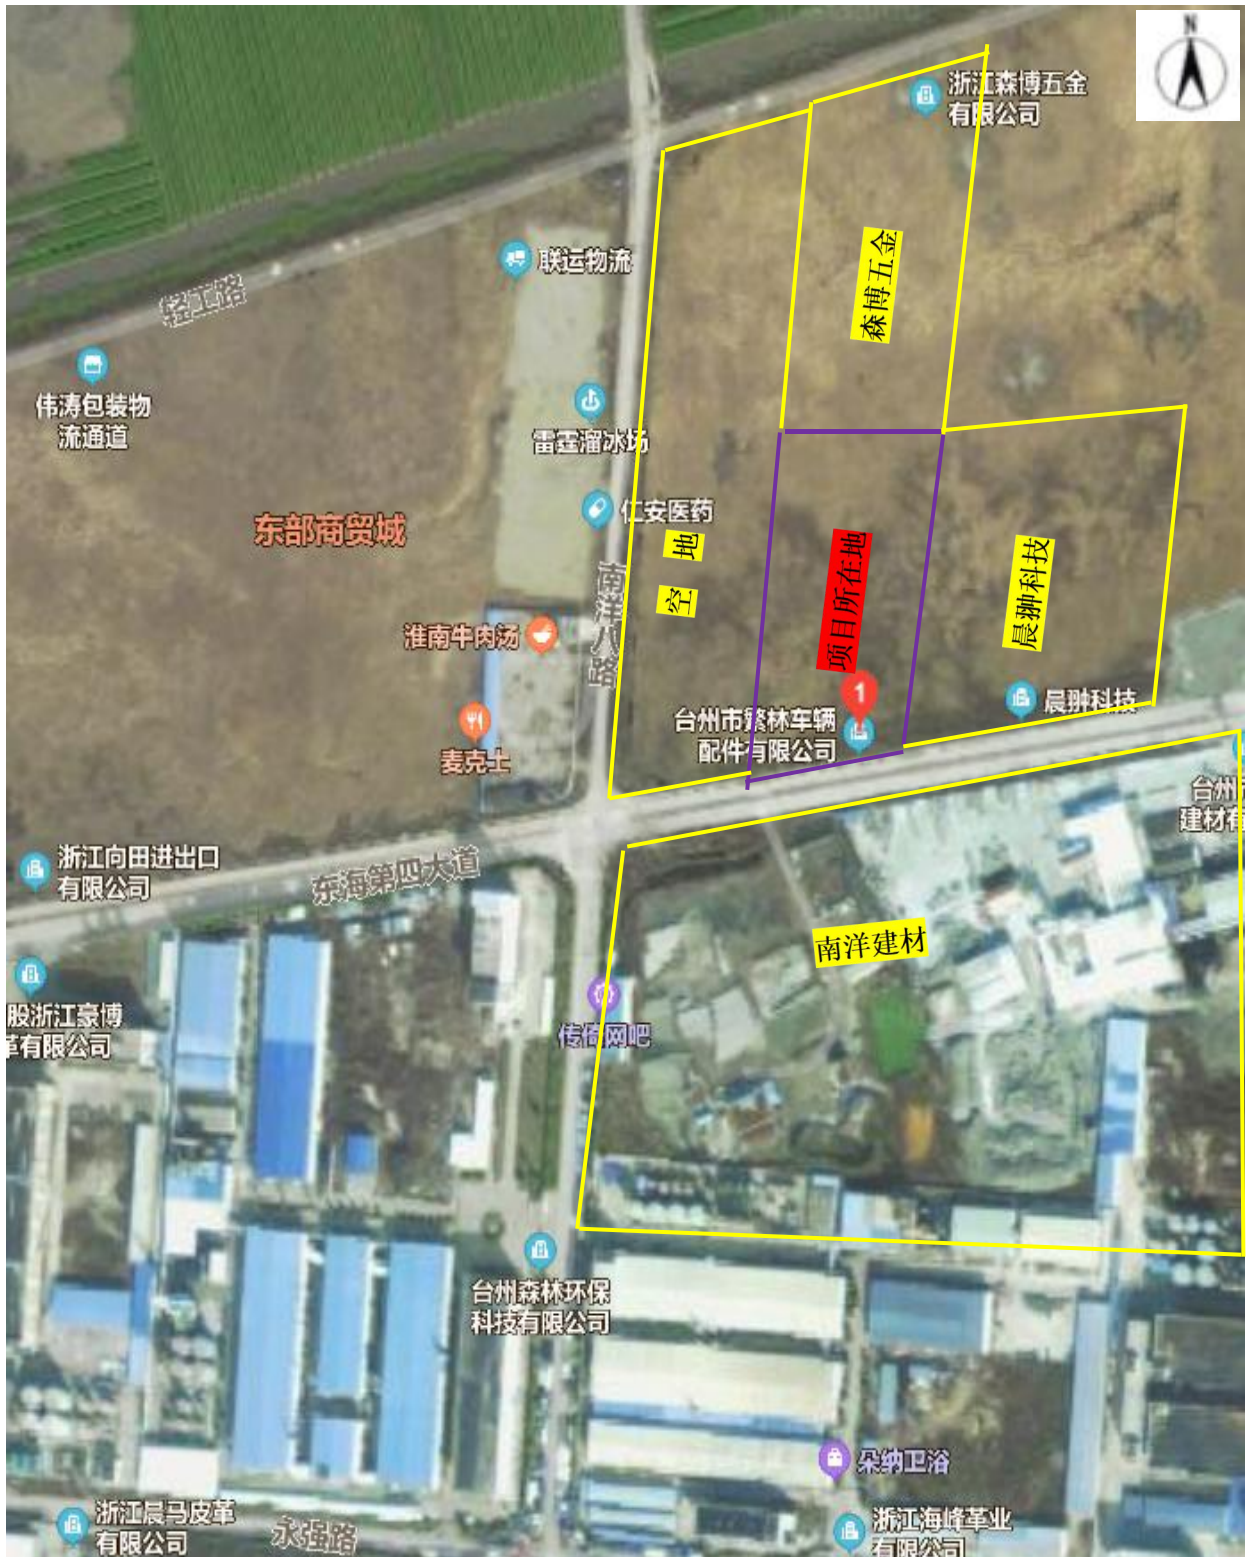 N
浙江森博五金
有限公司
森博五金
联运物流
轻工路
伟涛包装物
流通道
雷霆溜冰场
仁安医药
东部商贸城
空地
南洋八路
项目所在地
晨翀科技
淮南牛肉汤
1
晨翀科技
台州市繁林车辆
配件有限公司
麦克士
台州
建材有
浙江向田进出口
有限公司
东海第四大道
南洋建材
股浙江豪博
革有限公司
传奇网吧
台州森林环保
科技有限公司
朵纳卫浴
浙江晨马皮革
有限公司
永强路
浙江海峰革业
有限公司